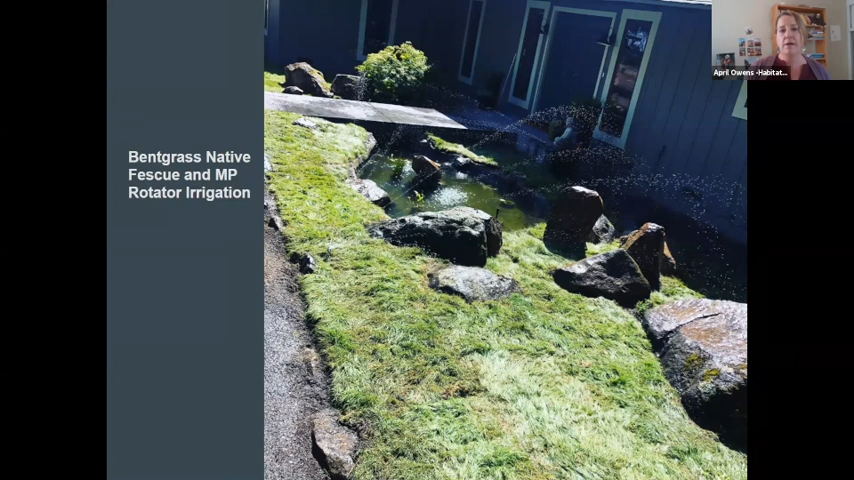 Bentgrass Native
Fescue and MP
Rotator Irrigation
April Owens -Habitat...